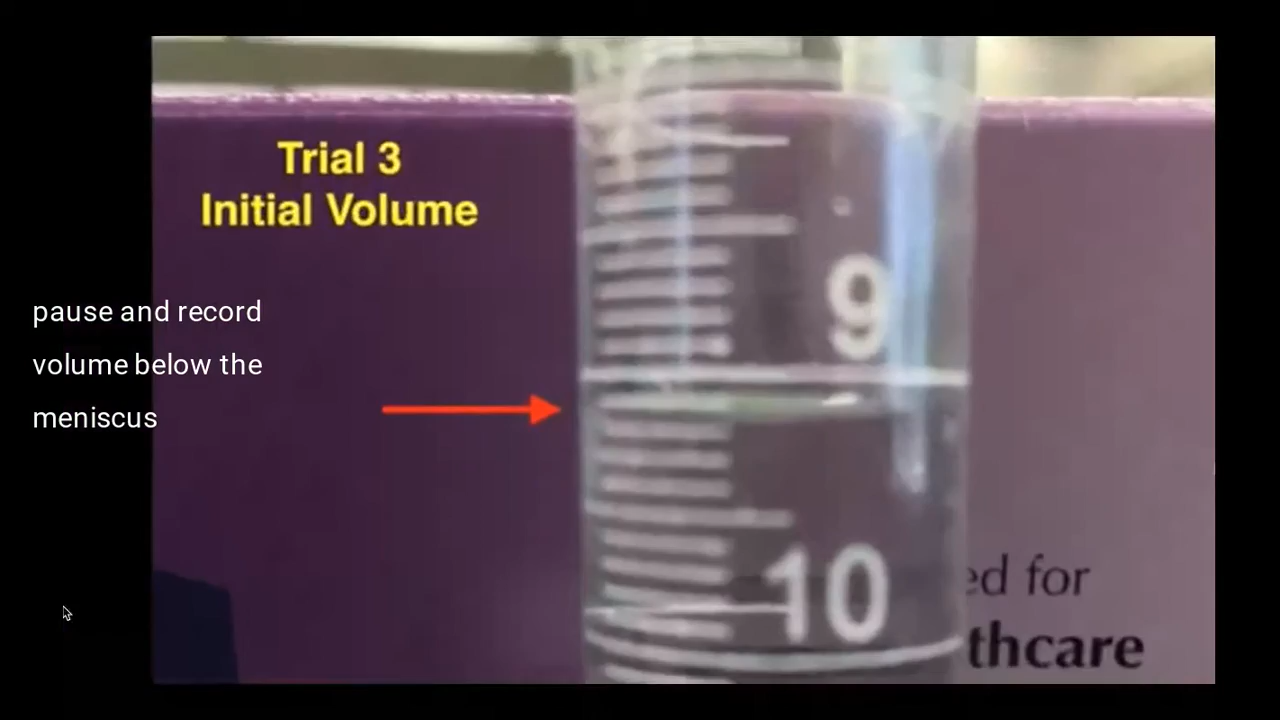 Trial 3
Initial Volume
pause and record
volume below the
meniscus
9
10
ed for
thcare